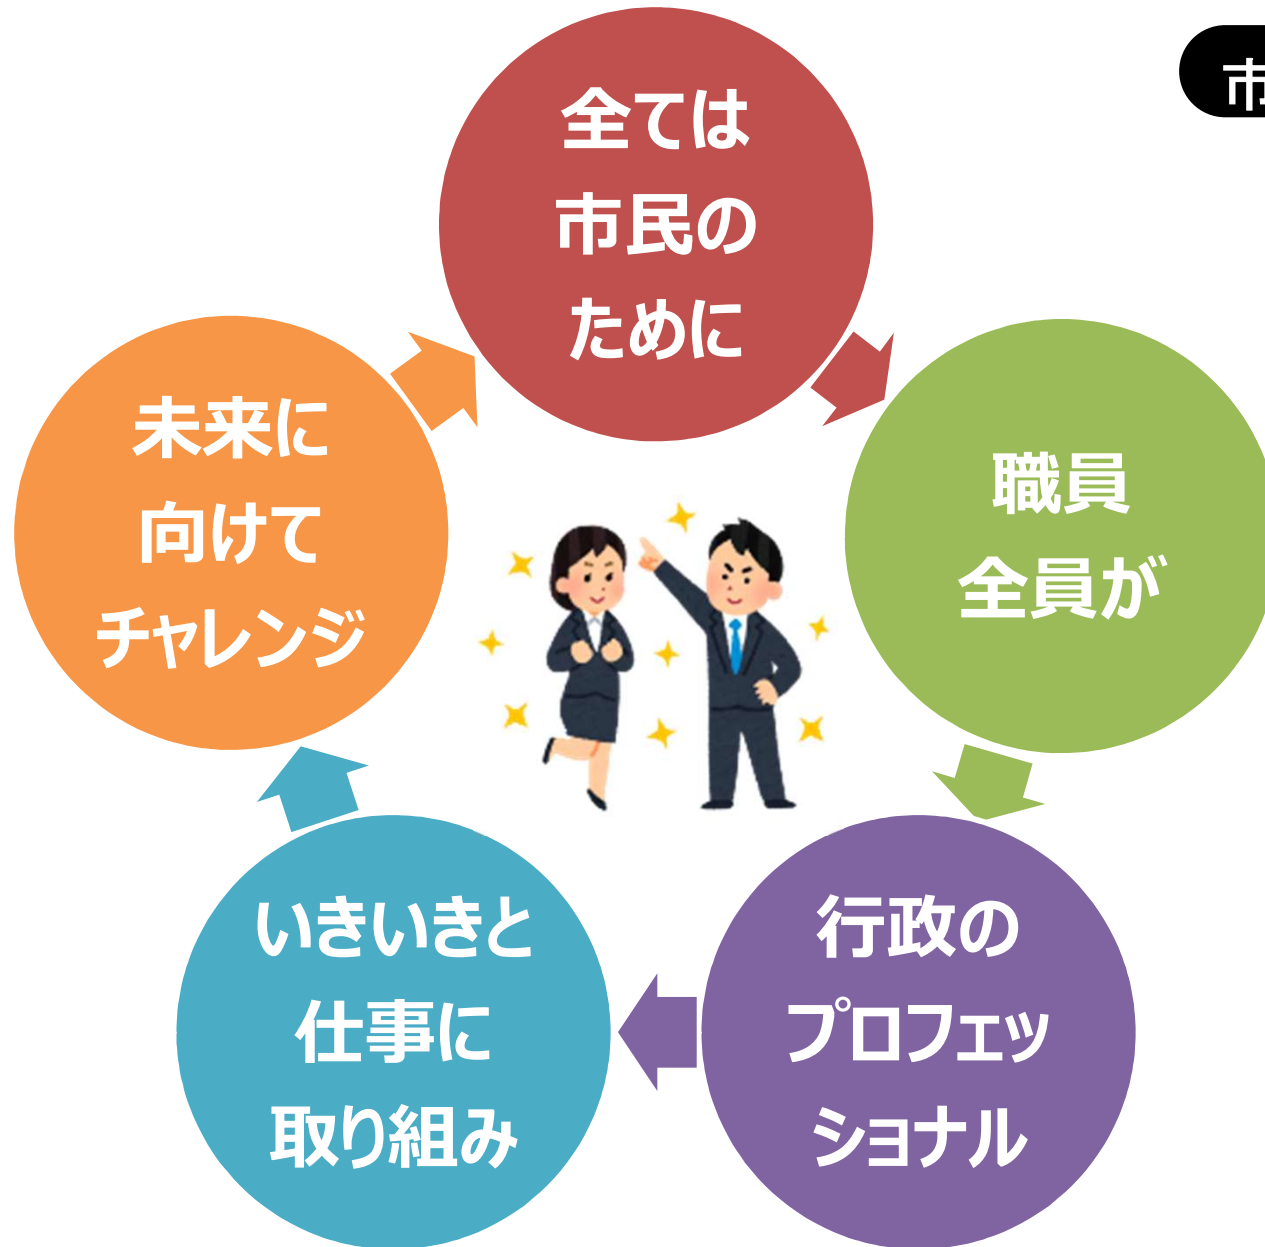 市
全ては
市民の
ために
職員
全員が
行政の
プロフェッ
ショナル
いきいきと
仕事に
取り組み
未来に
向けて
チャレンジ